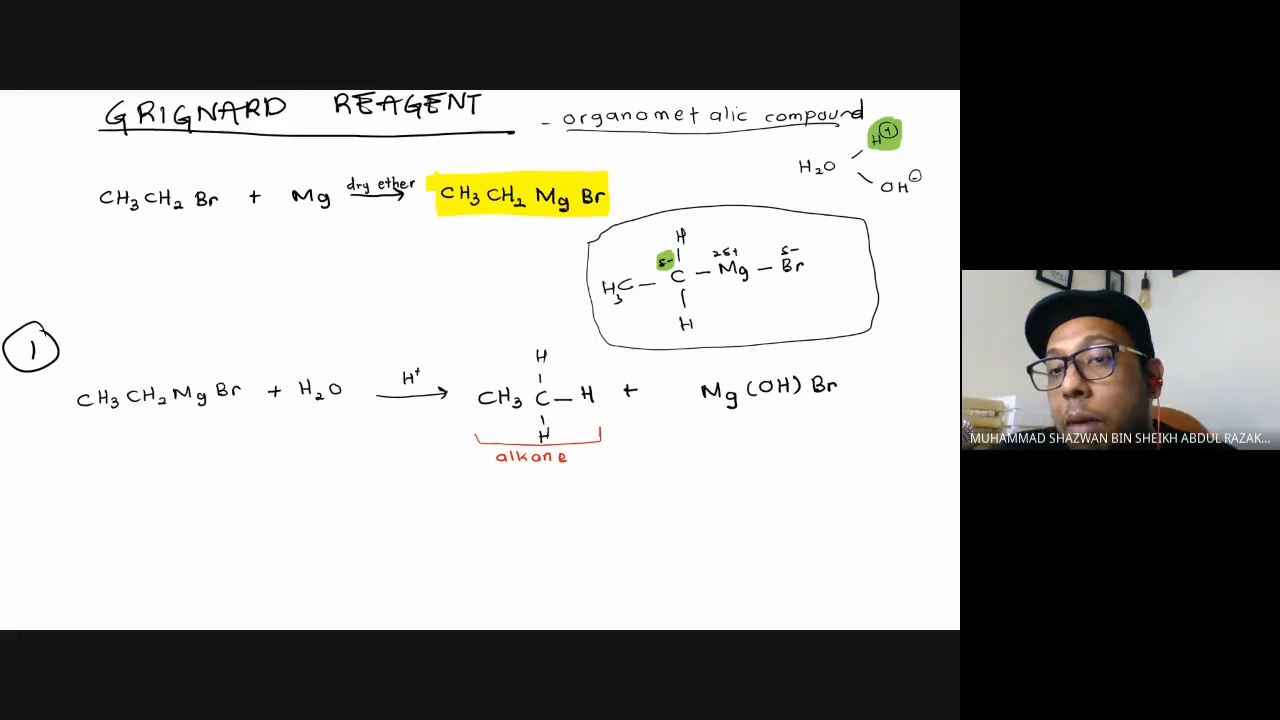 GRIGNARD REAGENT
- organometalic compound
H2O
H+
OH-
CH3CH2Br + Mg dry ether → CH3CH2MgBr
H
δ- 2δ+ δ-
H3C - C - Mg - Br
H
1
H
CH3CH2MgBr + H2O H+ → CH3 C - H + Mg(OH)Br
H
alkane
MUHAMMAD SHAZWAN BIN SHEIKH ABDUL RAZAK...